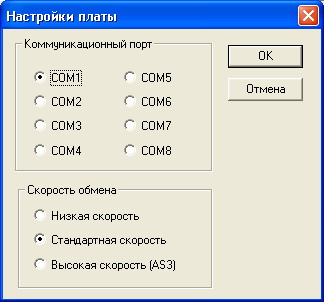 Настройки платы
Коммуникационный порт
OK
COM1 COM5
Отмена
COM2 COM6
COM3 COM7
COM4 COM8
Скорость обмена
Низкая скорость
Стандартная скорость
Высокая скорость (AS3)